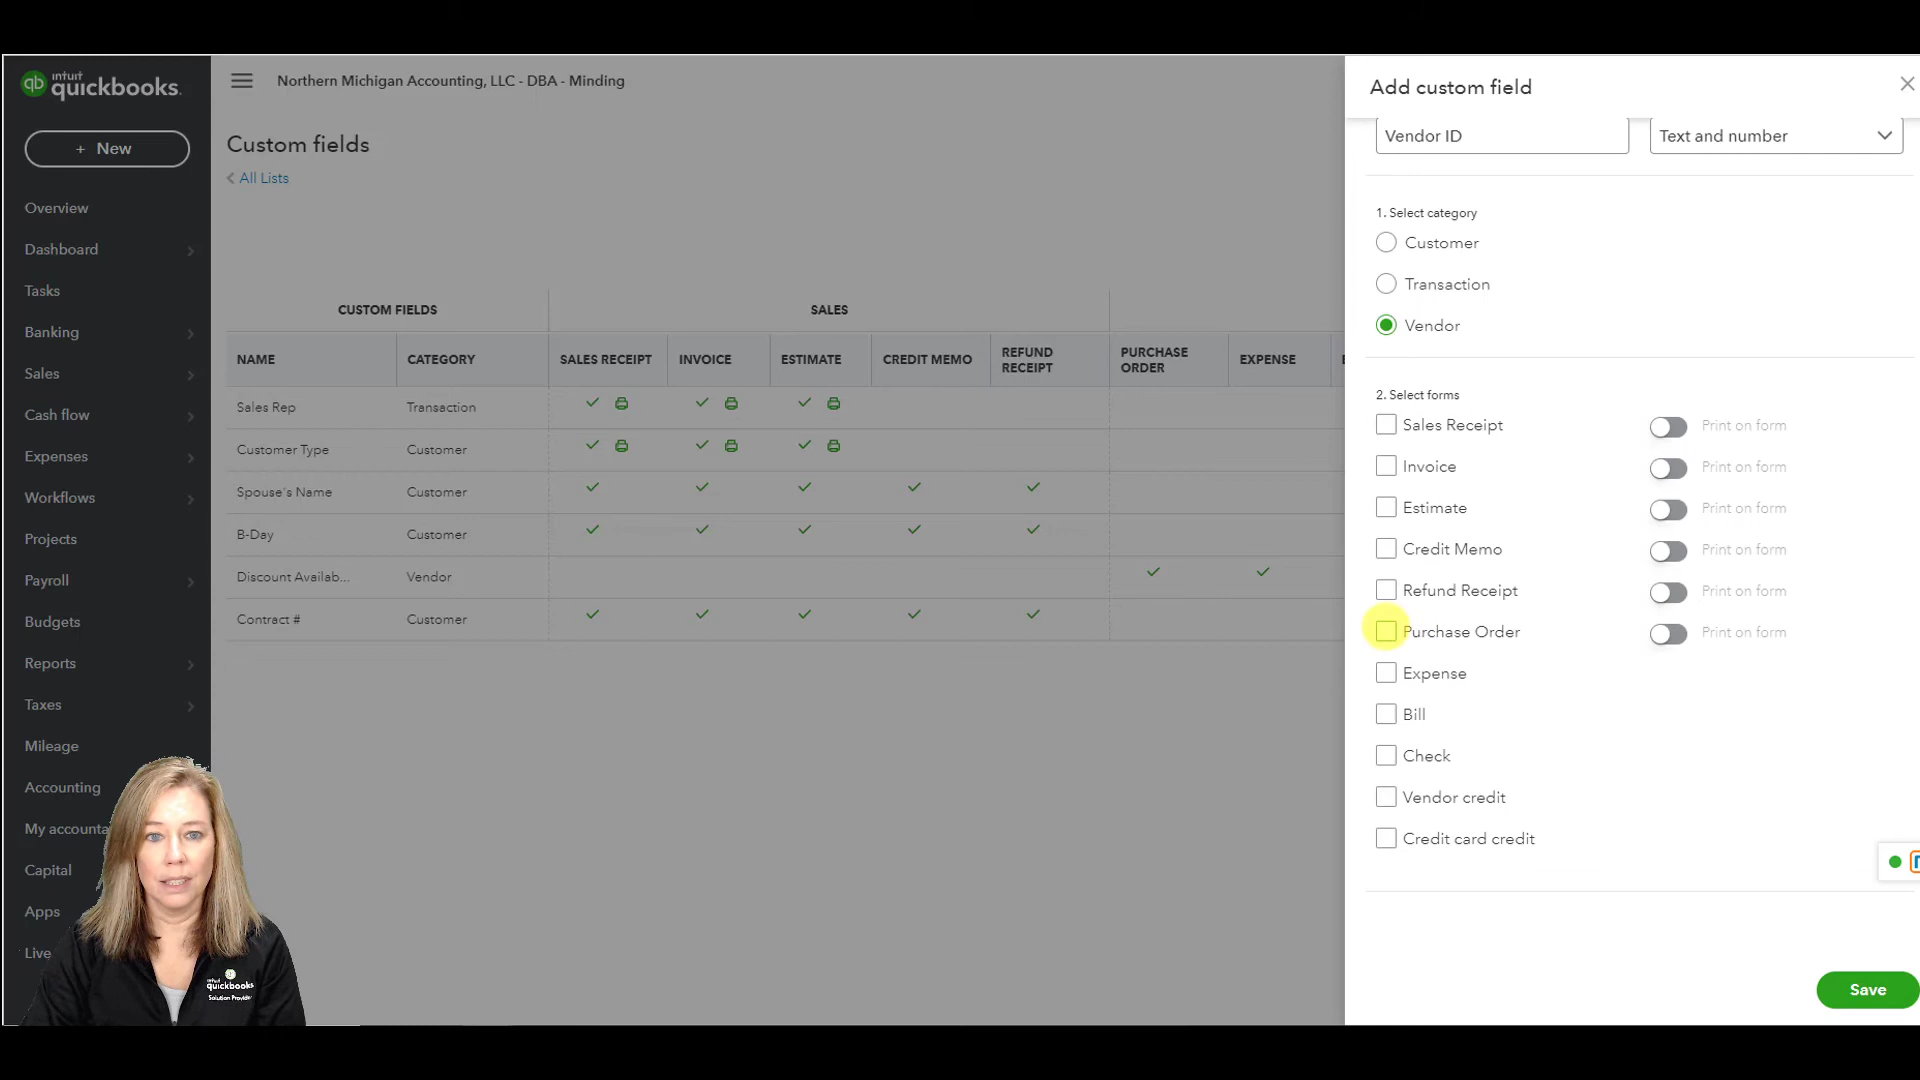 intuit
quickbooks.
Northern Michigan Accounting, LLC - DBA - Minding
Add custom field
+ New
Custom fields
All Lists
Vendor ID
Text and number
Overview
Dashboard
Tasks
Banking
Sales
Cash flow
Expenses
Workflows
Projects
Payroll
Budgets
Reports
Taxes
Mileage
Accounting
My accounta
Capital
Apps
Live
CUSTOM FIELDS SALES
NAME CATEGORY SALES RECEIPT INVOICE ESTIMATE CREDIT MEMO REFUND RECEIPT PURCHASE ORDER EXPENSE
Sales Rep Transaction
Customer Type Customer
Spouse's Name Customer
B-Day Customer
Discount Availab... Vendor
Contract # Customer
1. Select category
Customer
Transaction
Vendor
2. Select forms
Sales Receipt Print on form
Invoice Print on form
Estimate Print on form
Credit Memo Print on form
Refund Receipt Print on form
Purchase Order Print on form
Expense
Bill
Check
Vendor credit
Credit card credit
Save
intuit
quickbooks
Solution Provider